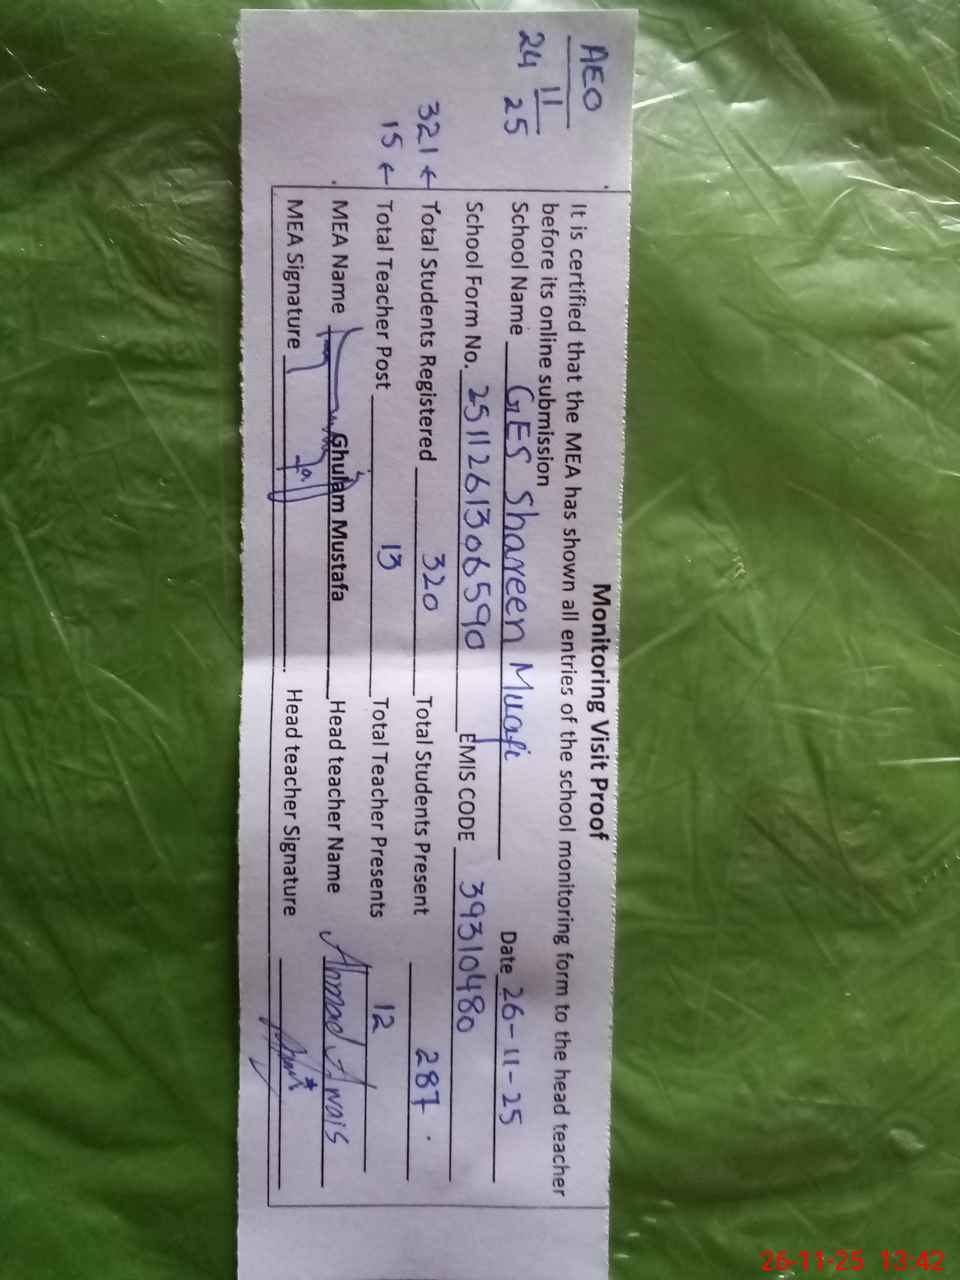 AEO
24 11 25
321 ←
15 ←
Monitoring Visit Proof
It is certified that the MEA has shown all entries of the school monitoring form to the head teacher
before its online submission
School Name GES Shareen Muafi Date 26-11-25
School Form No. 2511261306590 EMIS CODE 39310480
Total Students Registered 320 Total Students Present 287
Total Teacher Post 13 Total Teacher Presents 12
MEA Name Ghulam Mustafa Head teacher Name Ahmad Awais
MEA Signature Head teacher Signature
26-11-25 13:42